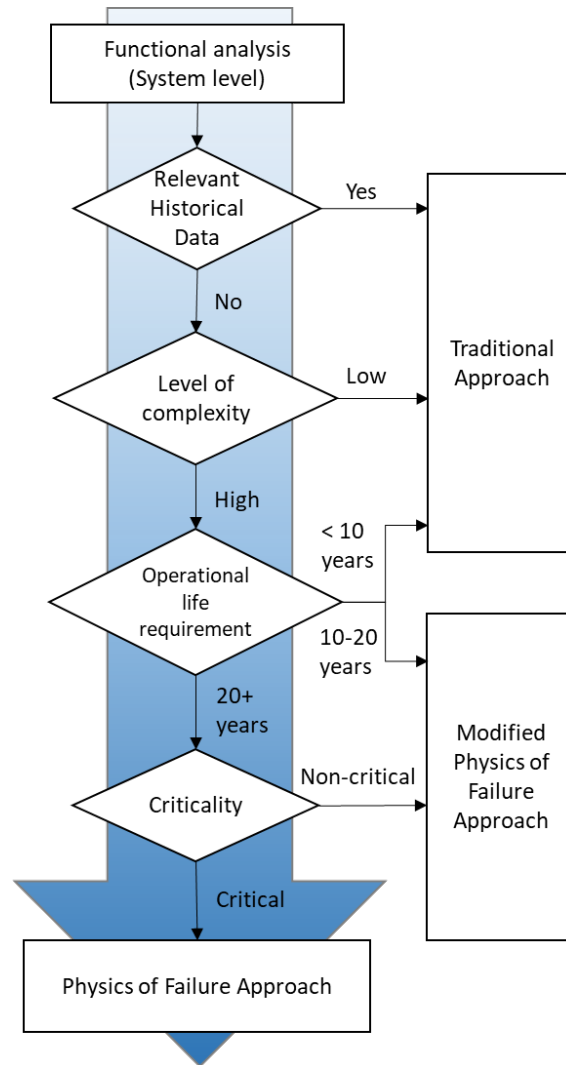 Functional analysis
(System level)
Relevant
Historical
Data
Yes
No
Level of
complexity
Low
Traditional
Approach
High
Operational
life
requirement
< 10
years
10-20
years
20+
years
Criticality
Non-critical
Modified
Physics of
Failure
Approach
Critical
Physics of Failure Approach